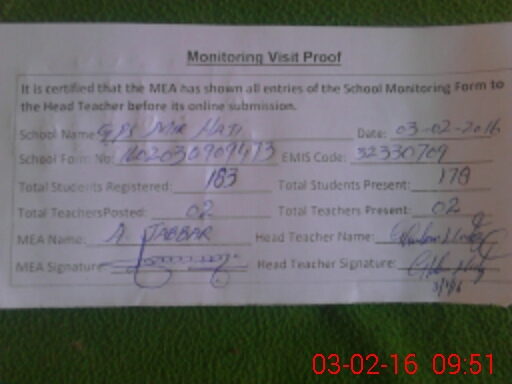 Monitoring Visit Proof
It is certified that the MEA has shown all entries of the School Monitoring Form to
the Head Teacher before its online submission.
School Name GPS MIR HATI Date: 03-02-2016
School Form No: EMIS Code: 32330709
Total Students Registered: 183 Total Students Present: 178
Total TeachersPosted: 02 Total Teachers Present: 02
MEA Name: A. JABBAR Head Teacher Name:
MEA Signature: Head Teacher Signature:
03-02-16 09:51